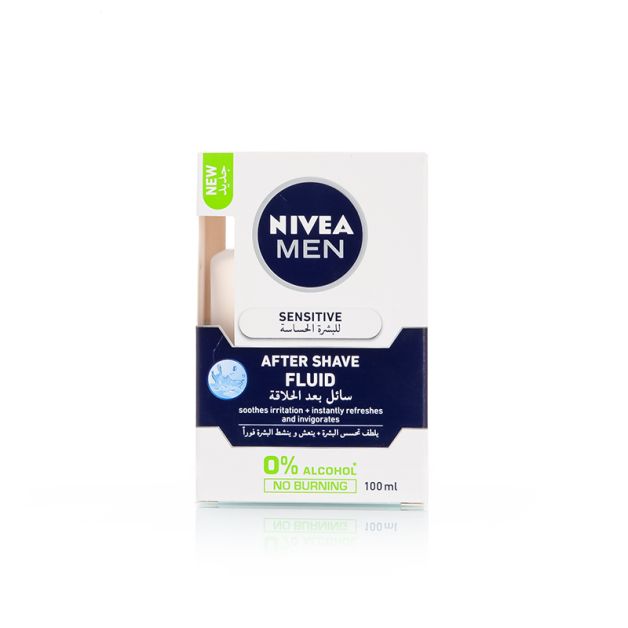 NEW
جديد
NIVEA
MEN
SENSITIVE
للبشرة الحساسة
AFTER SHAVE
FLUID
سائل بعد الحلاقة
soothes irritation + instantly refreshes
and invigorates
يلطف تحسس البشرة + ينعش و ينشط البشرة فوراً
0% ALCOHOL*
NO BURNING
100 ml